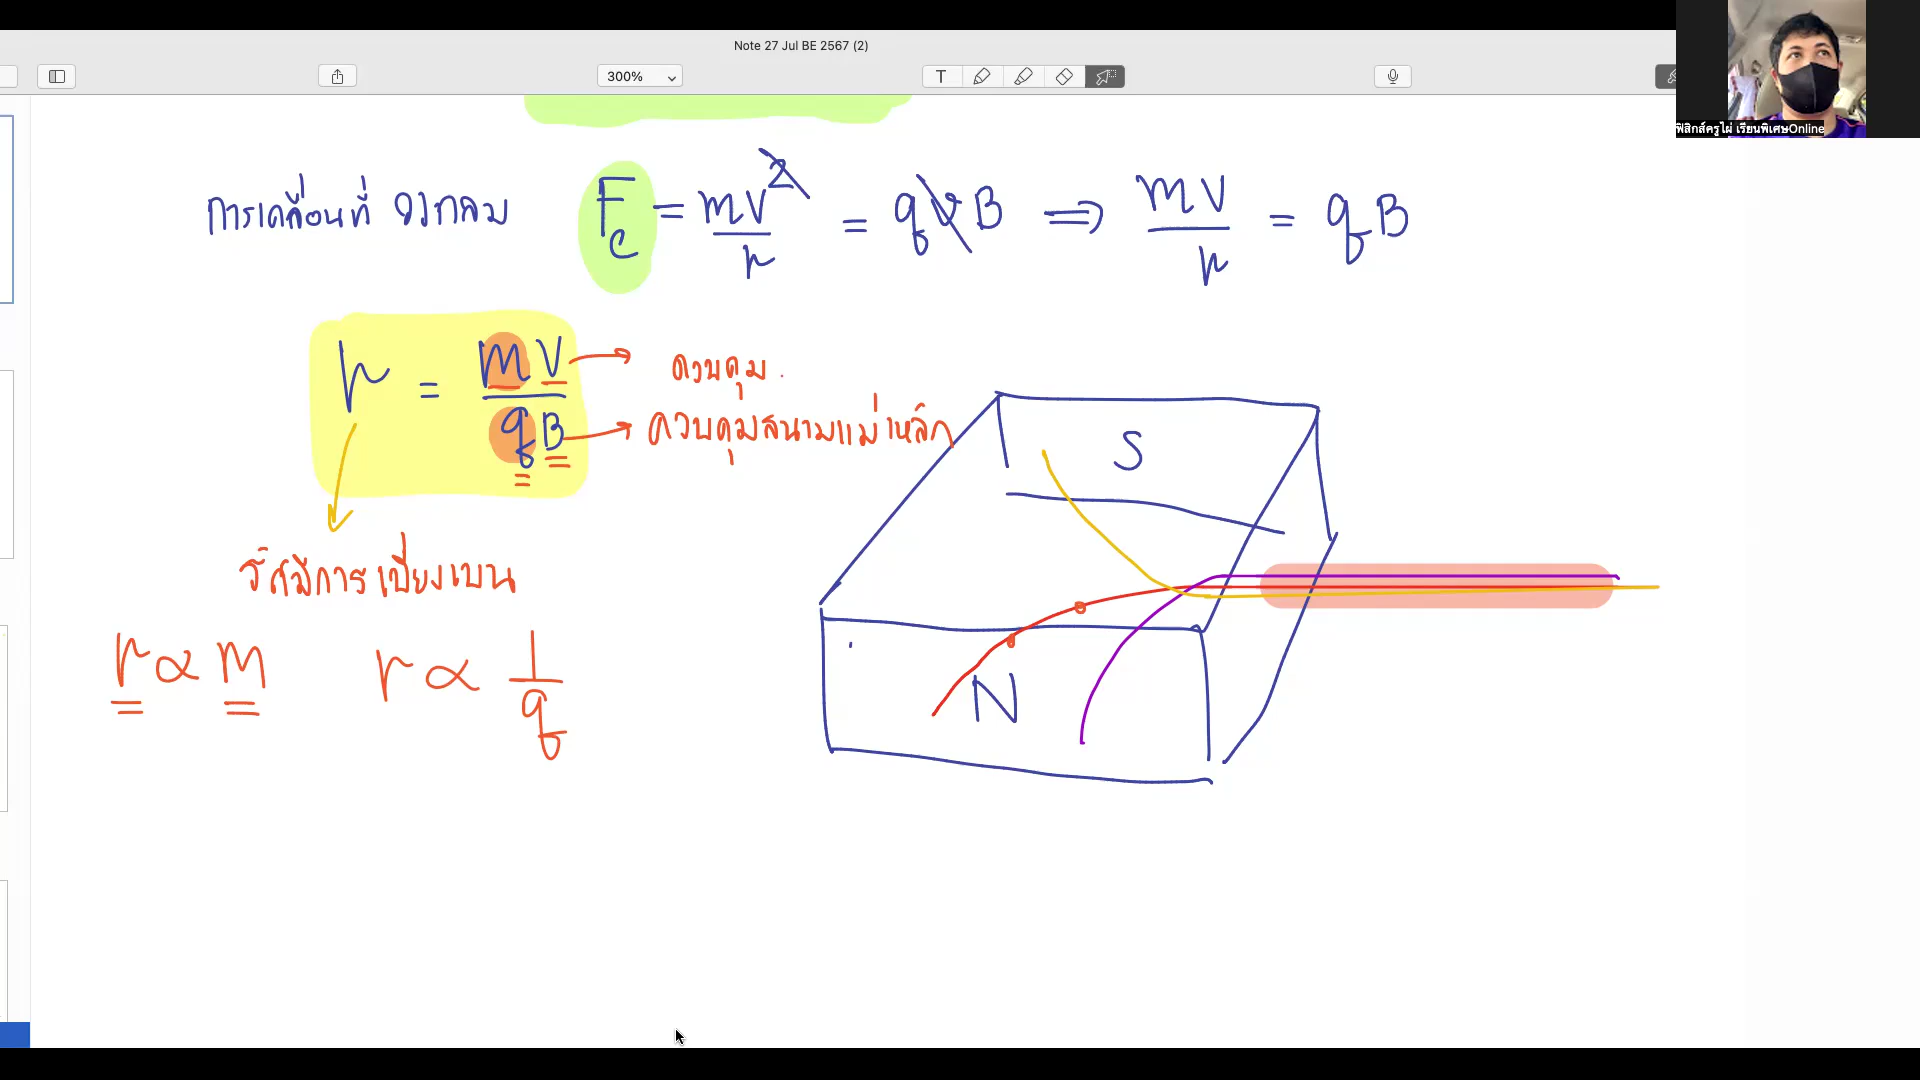 Note 27 Jul BE 2567 (2)
300%
T
ฟิสิกส์ครูไผ่ เรียนพิเศษOnline
การเคลื่อนที่ วงกลม Fc = mv²/r = qvB ⟹ mv/r = qB
r = mv/qB
ควบคุม.
ควบคุมสนามแม่เหล็ก
รัศมีการเบี่ยงเบน
r ∝ m r ∝ 1/q
S
N